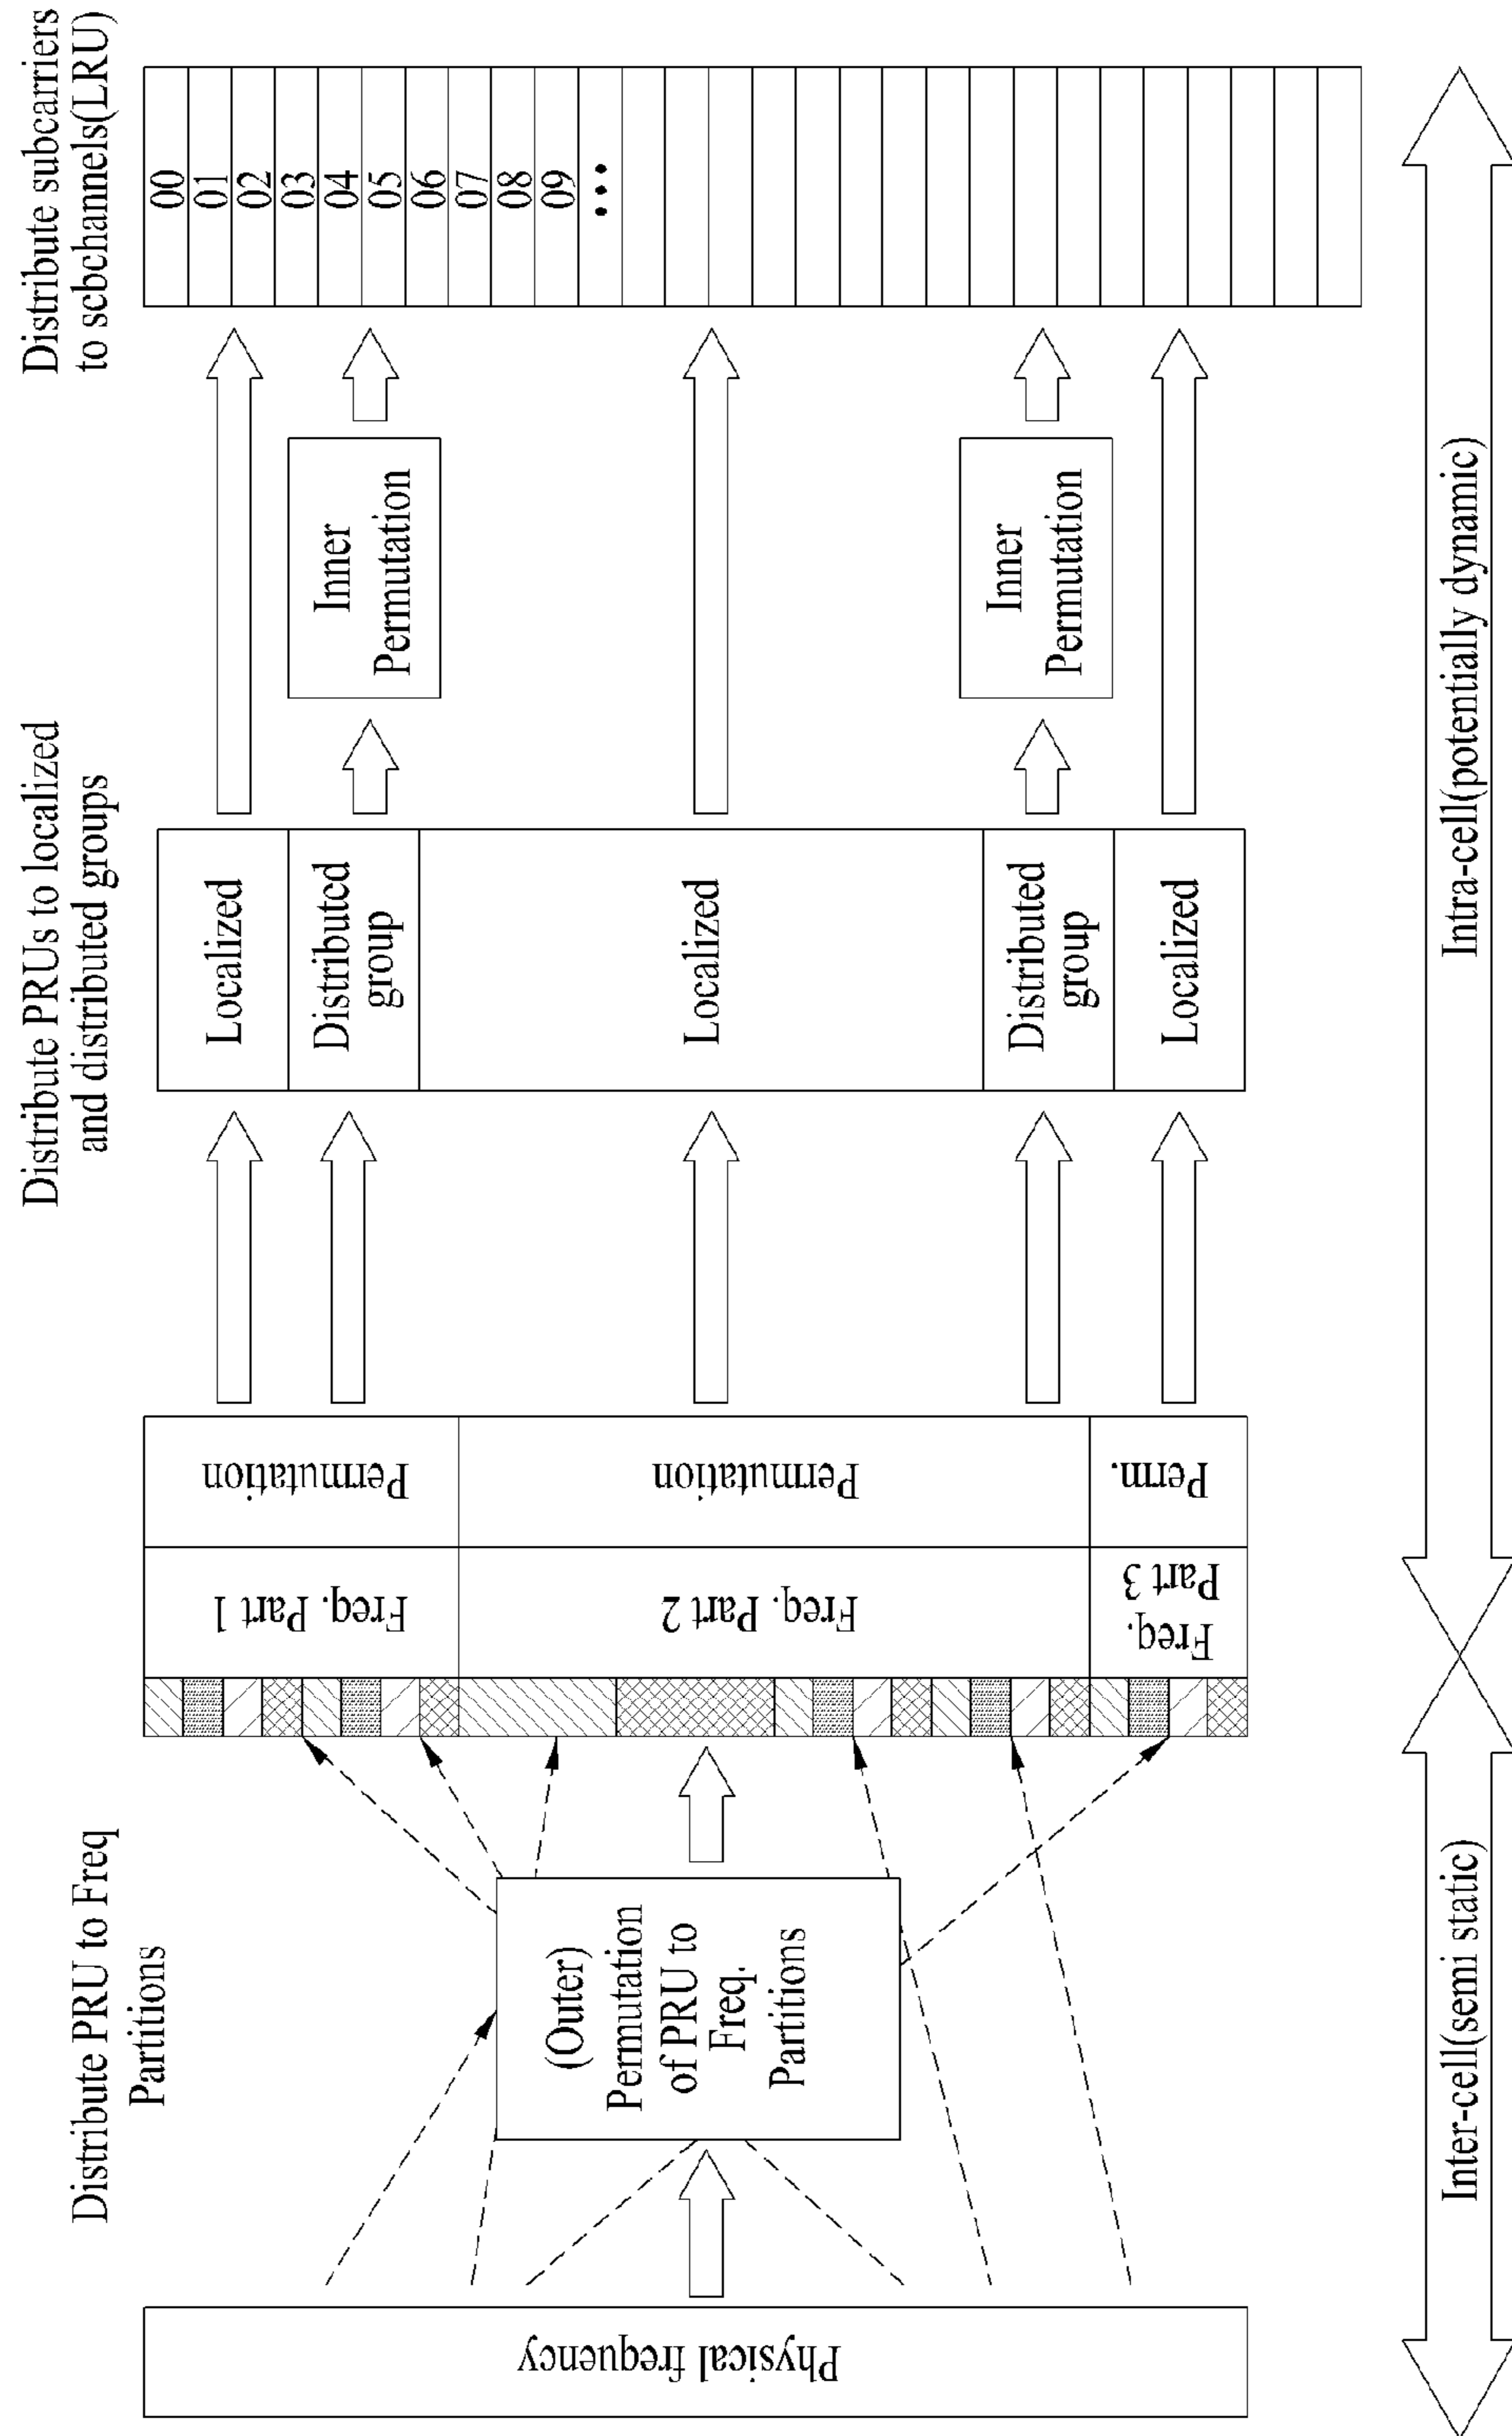 Distribute PRU to Freq
Partitions
Distribute PRUs to localized
and distributed groups
Distribute subcarriers
to scbchannels(LRU)
Physical frequency
(Outer)
Permutation
of PRU to
Freq.
Partitions
Freq. Part 1
Permutation
Freq. Part 2
Permutation
Freq.
Part 3
Perm.
Localized
Distributed
group
Localized
Distributed
group
Localized
Inner
Permutation
Inner
Permutation
00
01
02
03
04
05
06
07
08
09
•••
Inter-cell(semi static)
Intra-cell(potentially dynamic)